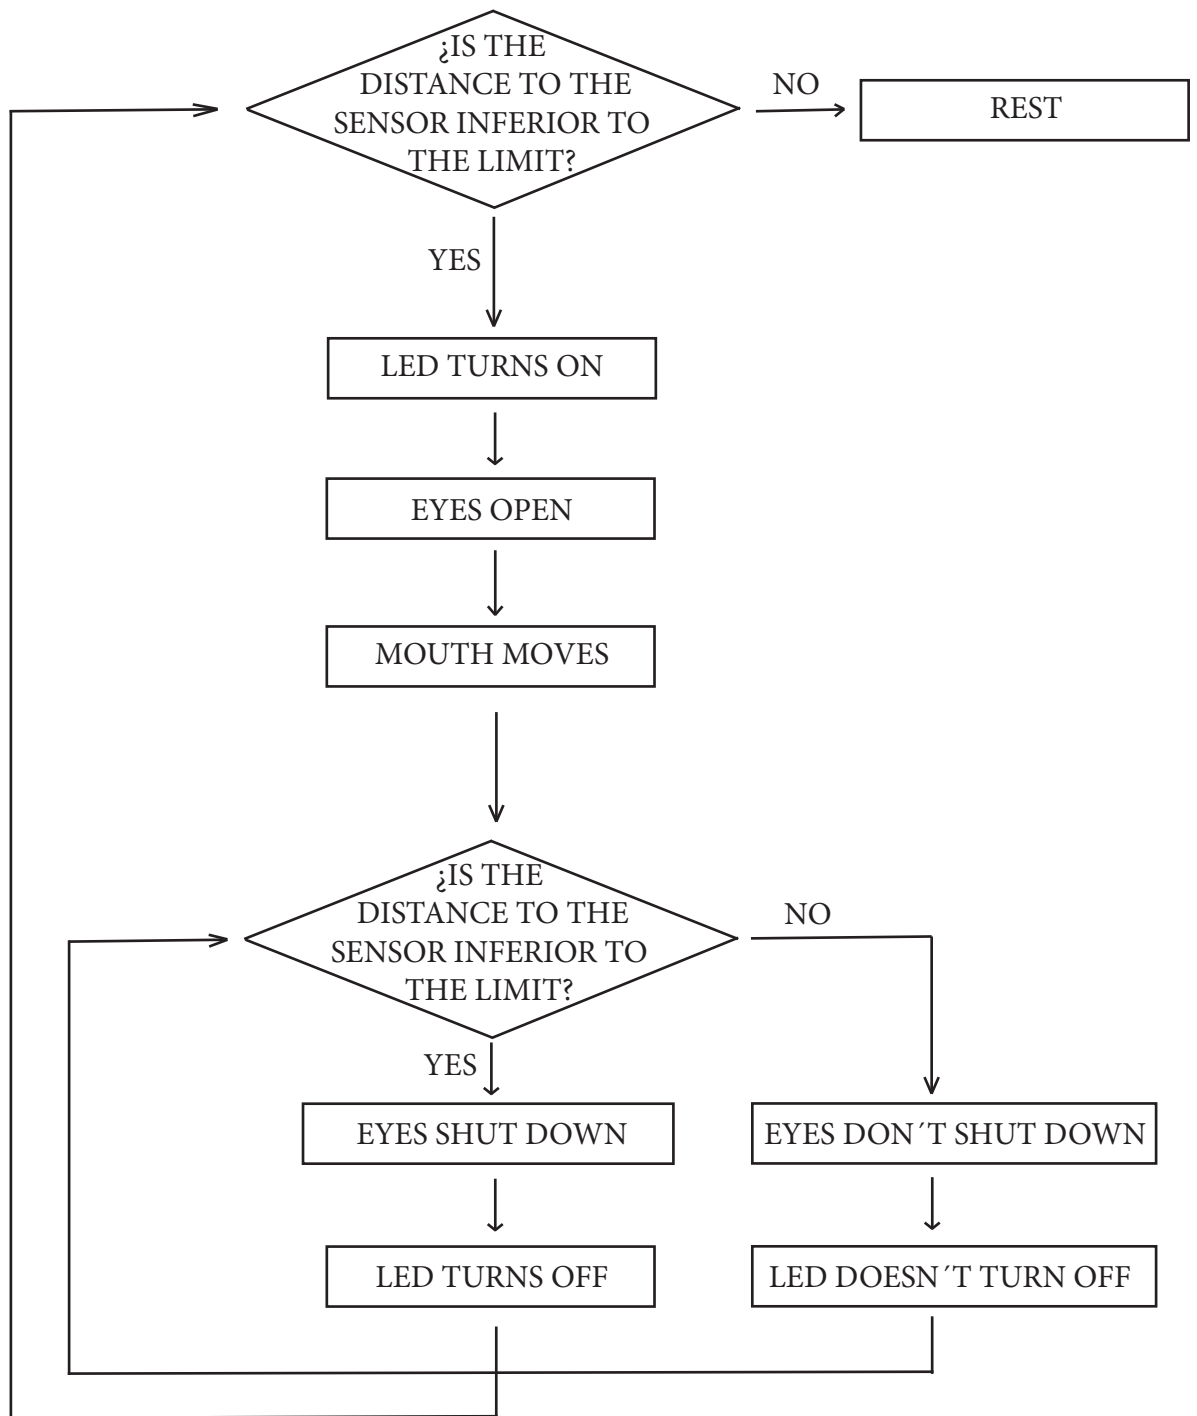 ¿IS THE
DISTANCE TO THE
SENSOR INFERIOR TO
THE LIMIT?
NO
REST
YES
LED TURNS ON
EYES OPEN
MOUTH MOVES
¿IS THE
DISTANCE TO THE
SENSOR INFERIOR TO
THE LIMIT?
NO
YES
EYES SHUT DOWN
EYES DON´T SHUT DOWN
LED TURNS OFF
LED DOESN´T TURN OFF